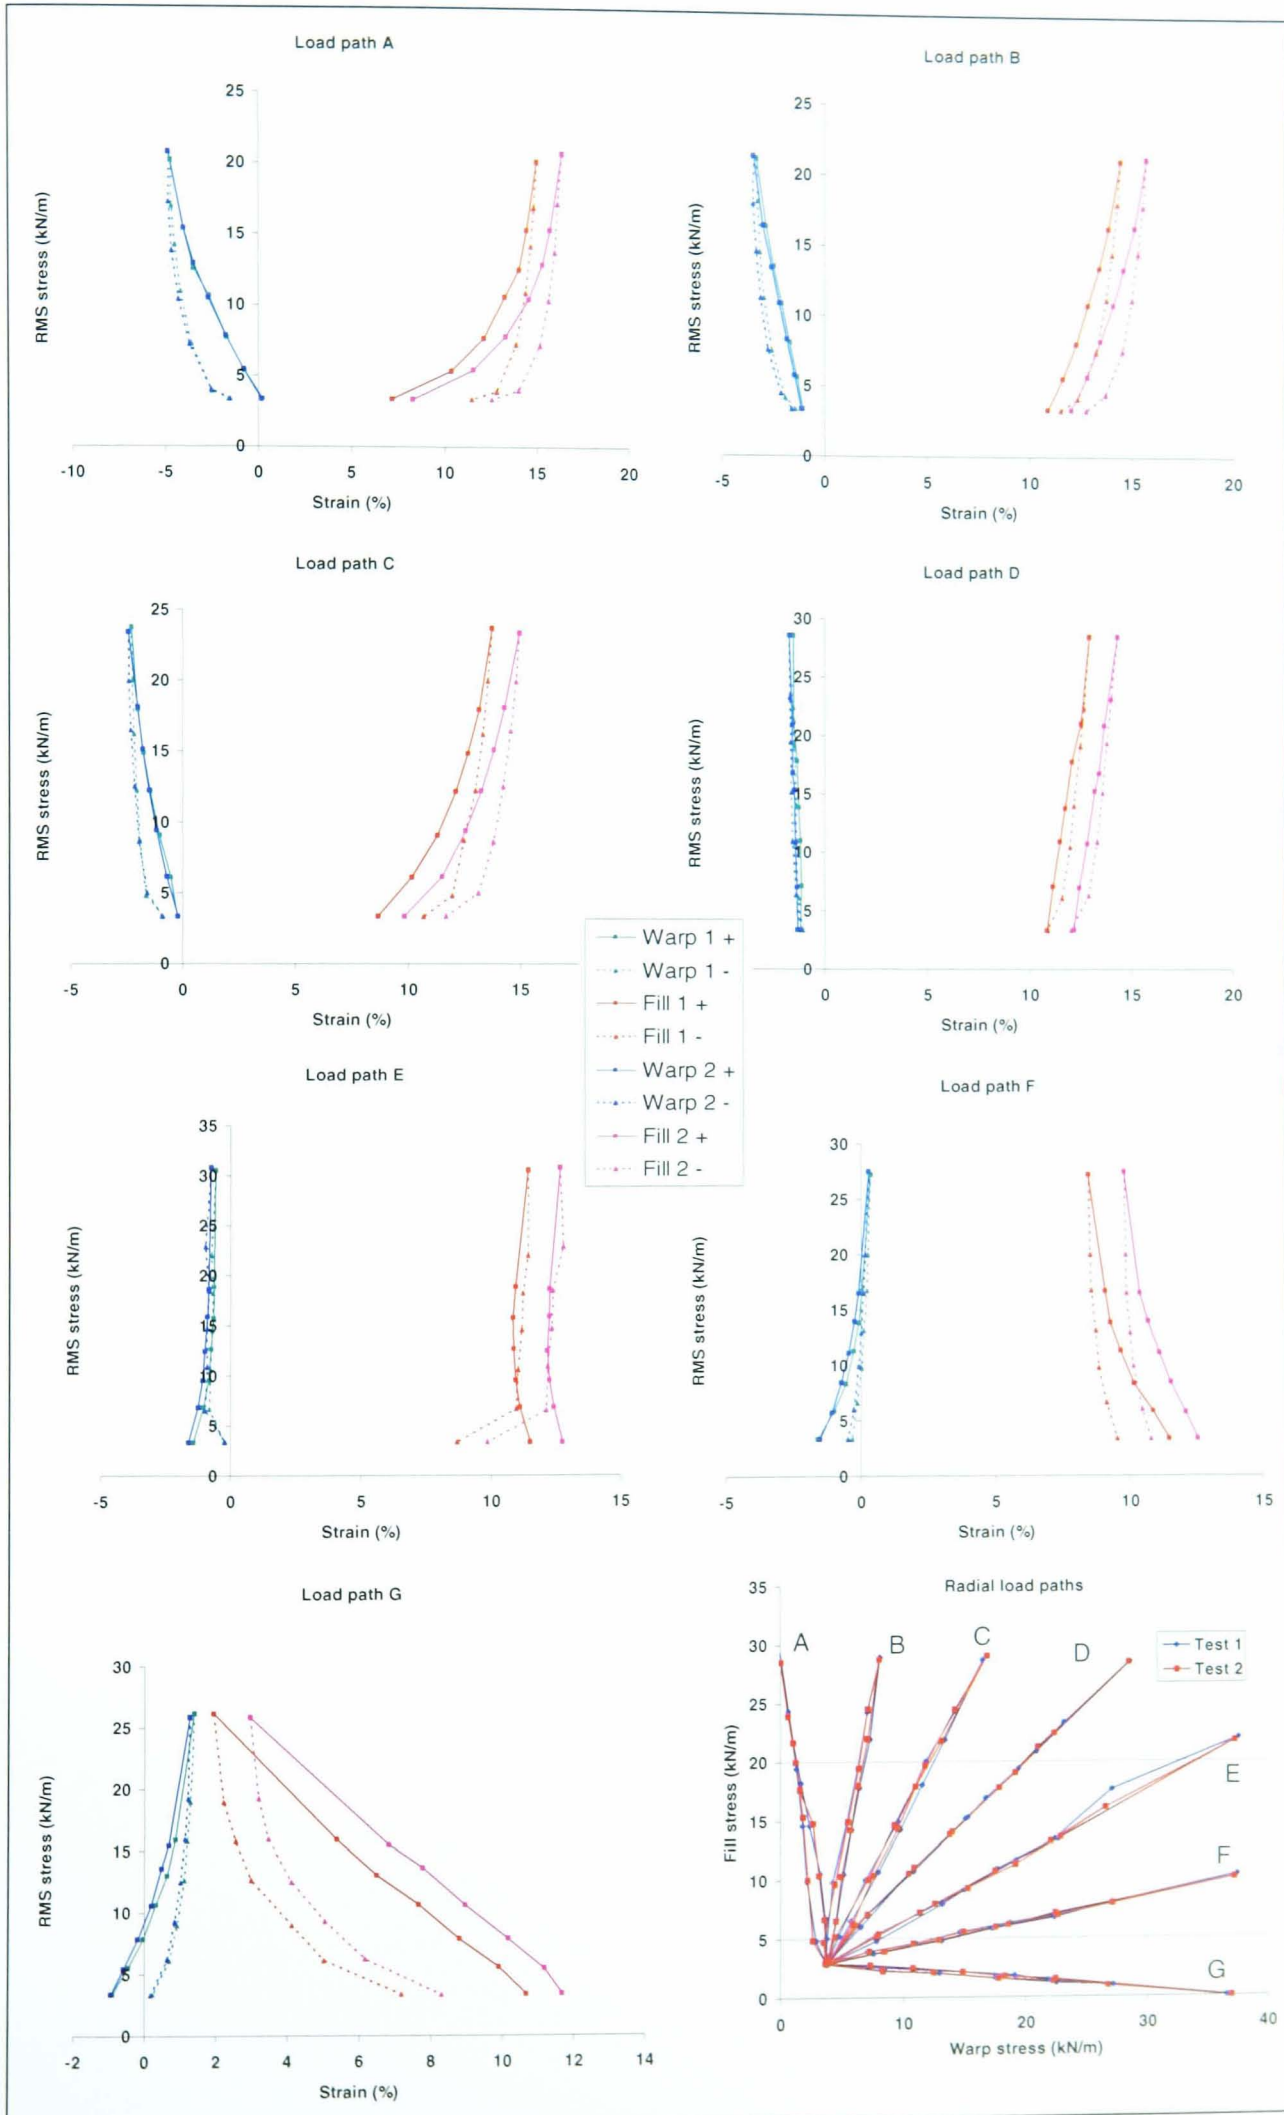 Load path A
25
20
15
10
5
0
RMS stress (kN/m)
-10 -5 0 5 10 15 20
Strain (%)
Load path B
25
20
15
10
5
0
RMS stress (kN/m)
-5 0 5 10 15 20
Strain (%)
Load path C
25
20
15
10
5
0
RMS stress (kN/m)
-5 0 5 10 15
Strain (%)
Load path D
30
25
20
15
10
5
0
RMS stress (kN/m)
-5 0 5 10 15 20
Strain (%)
Warp 1 +
Warp 1 -
Fill 1 +
Fill 1 -
Warp 2 +
Warp 2 -
Fill 2 +
Fill 2 -
Load path E
35
30
25
20
15
10
5
0
RMS stress (kN/m)
-5 0 5 10 15
Strain (%)
Load path F
30
25
20
15
10
5
0
RMS stress (kN/m)
-5 0 5 10 15
Strain (%)
Load path G
30
25
20
15
10
5
0
RMS stress (kN/m)
-2 0 2 4 6 8 10 12 14
Strain (%)
Radial load paths
35
30
25
20
15
10
5
0
Fill stress (kN/m)
A
B
C
D
E
F
G
Test 1
Test 2
0 10 20 30 40
Warp stress (kN/m)